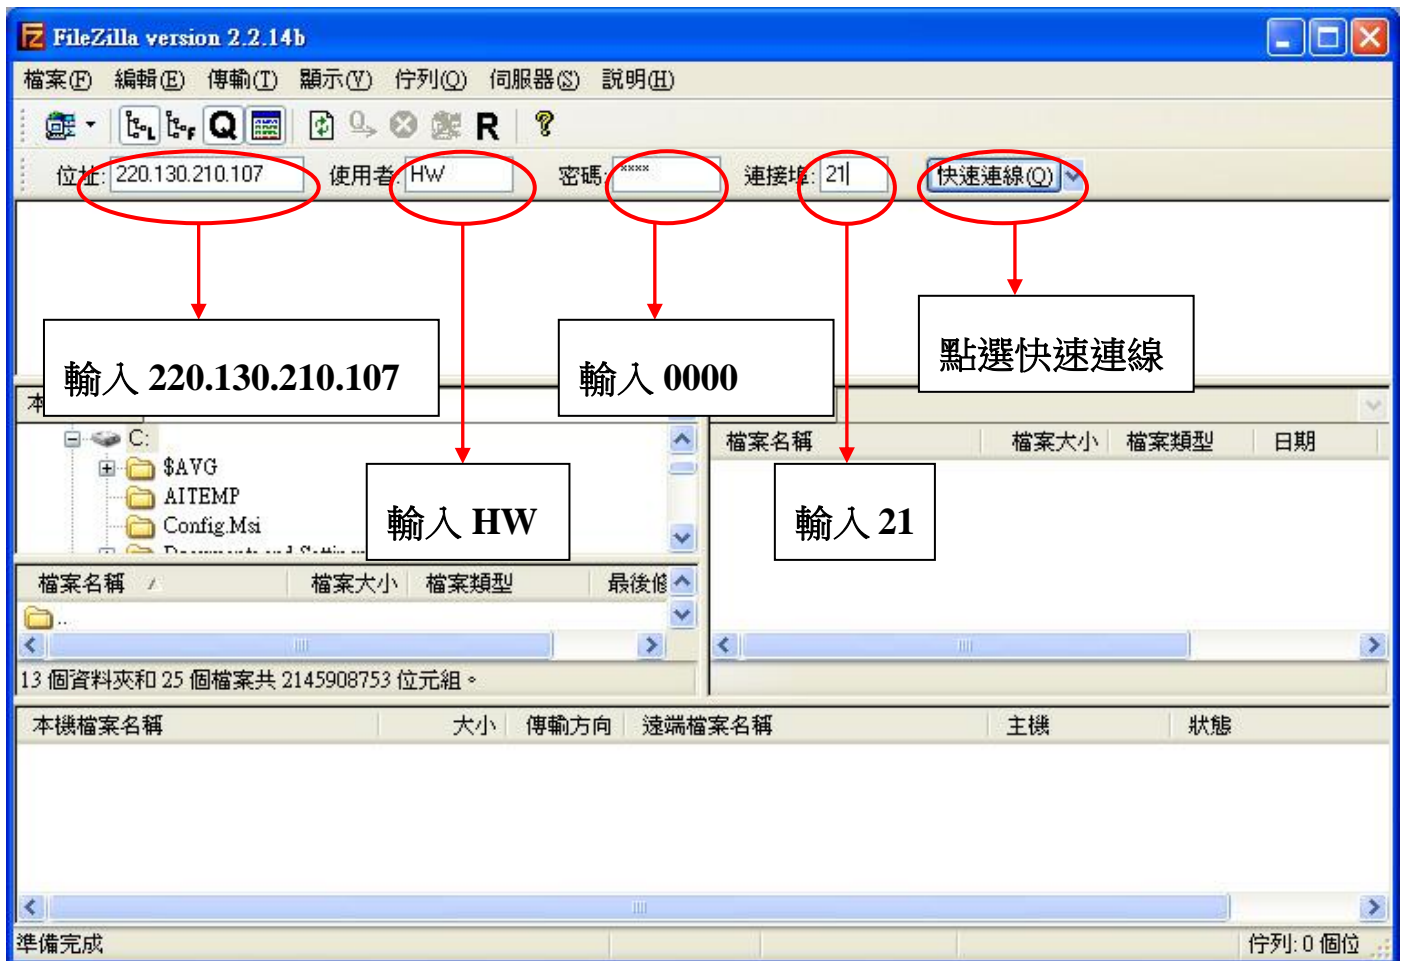 FileZilla version 2.2.14b
檔案(F) 編輯(E) 傳輸(T) 顯示(V) 佇列(Q) 伺服器(S) 說明(H)
L F Q R ?
位址: 220.130.210.107 使用者: HW 密碼: **** 連接埠: 21 快速連線(Q)
輸入 220.130.210.107
輸入 0000
點選快速連線
本
C:
$AVG
AITEMP
Config.Msi
Documents and Settings
輸入 HW
檔案名稱 檔案大小 檔案類型 日期
輸入 21
檔案名稱 檔案大小 檔案類型 最後修
..
13 個資料夾和 25 個檔案共 2145908753 位元組。
本機檔案名稱 大小 傳輸方向 遠端檔案名稱 主機 狀態
準備完成
佇列: 0 個位